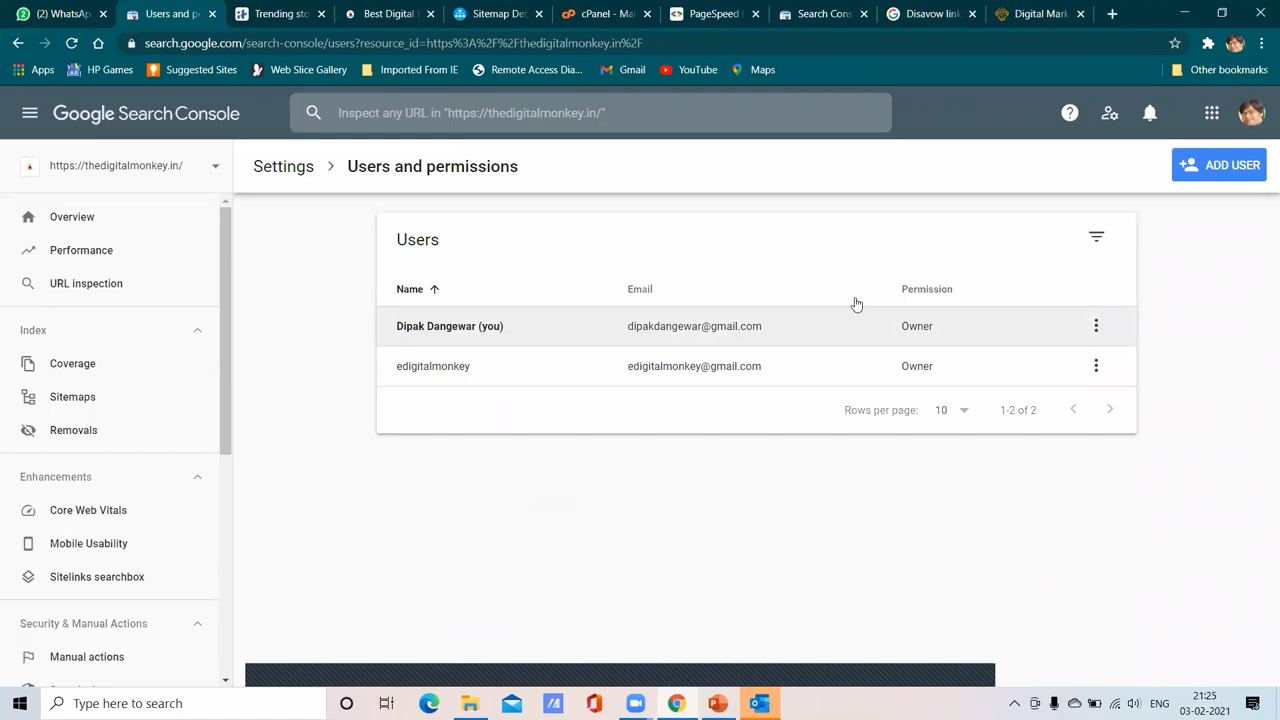 WhatsA
Users and p
Trending sto
Best Digital
Sitemap De
cPanel - Ma
PageSpeed
Search Cons
Disavow link
Digital Mark
search.google.com/search-console/users?resource_id=https%3A%2F%2Fthedigitalmonkey.in%2F
Apps
HP Games
Suggested Sites
Web Slice Gallery
Imported From IE
Remote Access Dia...
Gmail
YouTube
Maps
Other bookmarks
Google Search Console
Inspect any URL in "https://thedigitalmonkey.in/"
https://thedigitalmonkey.in/
Settings > Users and permissions
ADD USER
Overview
Performance
URL inspection
Index
Coverage
Sitemaps
Removals
Enhancements
Core Web Vitals
Mobile Usability
Sitelinks searchbox
Security & Manual Actions
Manual actions
Users
Name Email Permission
Dipak Dangewar (you) dipakdangewar@gmail.com Owner
edigitalmonkey edigitalmonkey@gmail.com Owner
Rows per page: 10 1-2 of 2
Type here to search
ENG
21:25
03-02-2021